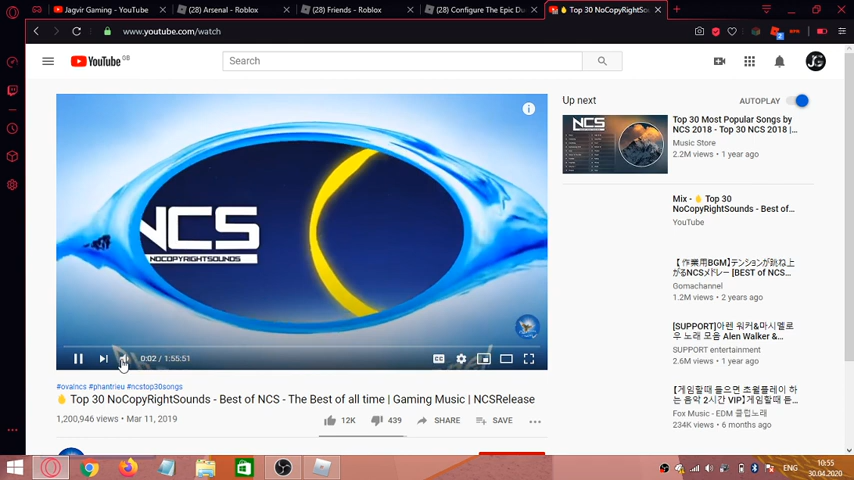 Jagvir Gaming - YouTube
(28) Arsenal - Roblox
(28) Friends - Roblox
(28) Configure The Epic Du
Top 30 NoCopyRightSou
www.youtube.com/watch
YouTube GB
Search
Up next
AUTOPLAY
NCS
Top 30 Most Popular Songs by
NCS 2018 - Top 30 NCS 2018 |...
Music Store
2.2M views • 1 year ago
NCS
NOCOPYRIGHTSOUNDS
Mix - Top 30
NoCopyRightSounds - Best of...
YouTube
【作業用BGM】テンションが跳ね上
がるNCSメドレー [BEST of NCS...
Gomachannel
1.2M views • 2 years ago
[SUPPORT]아렌 워커&마시멜로
우 노래 모음 Alen Walker &...
SUPPORT entertainment
2.6M views • 1 year ago
【게임할때 들으면 초월플레이 하
는 음악 2시간 VIP】게임할때 듣...
Fox Music - EDM 클럽노래
234K views • 6 months ago
0:02 / 1:55:51
#ovalncs #phantrieu #ncstop30songs
Top 30 NoCopyRightSounds - Best of NCS - The Best of all time | Gaming Music | NCSRelease
1,200,946 views • Mar 11, 2019
12K
439
SHARE
SAVE
ENG
10:55
30.04.2020